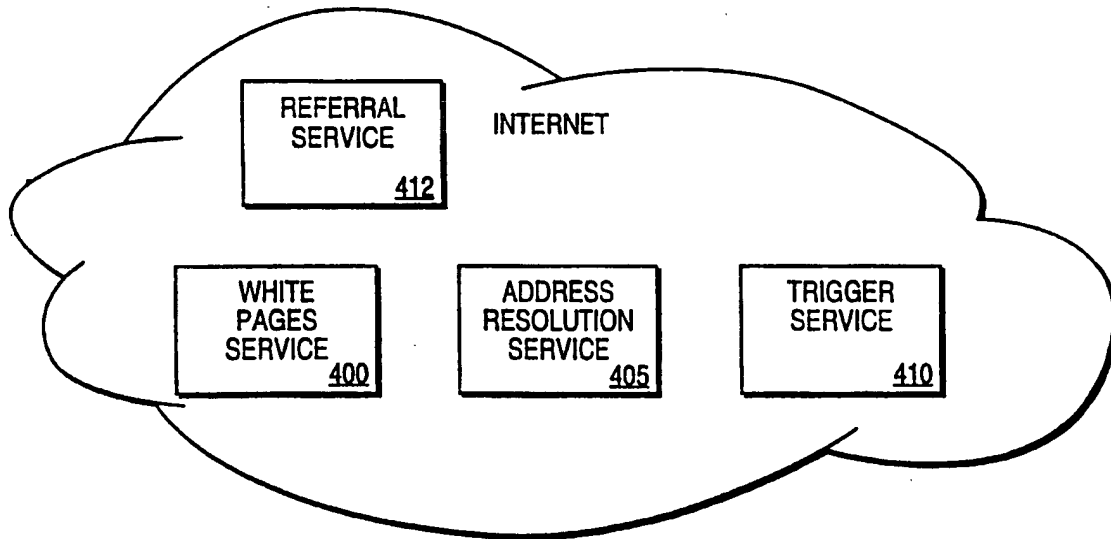 REFERRAL
SERVICE
412
INTERNET
WHITE
PAGES
SERVICE
400
ADDRESS
RESOLUTION
SERVICE
405
TRIGGER
SERVICE
410